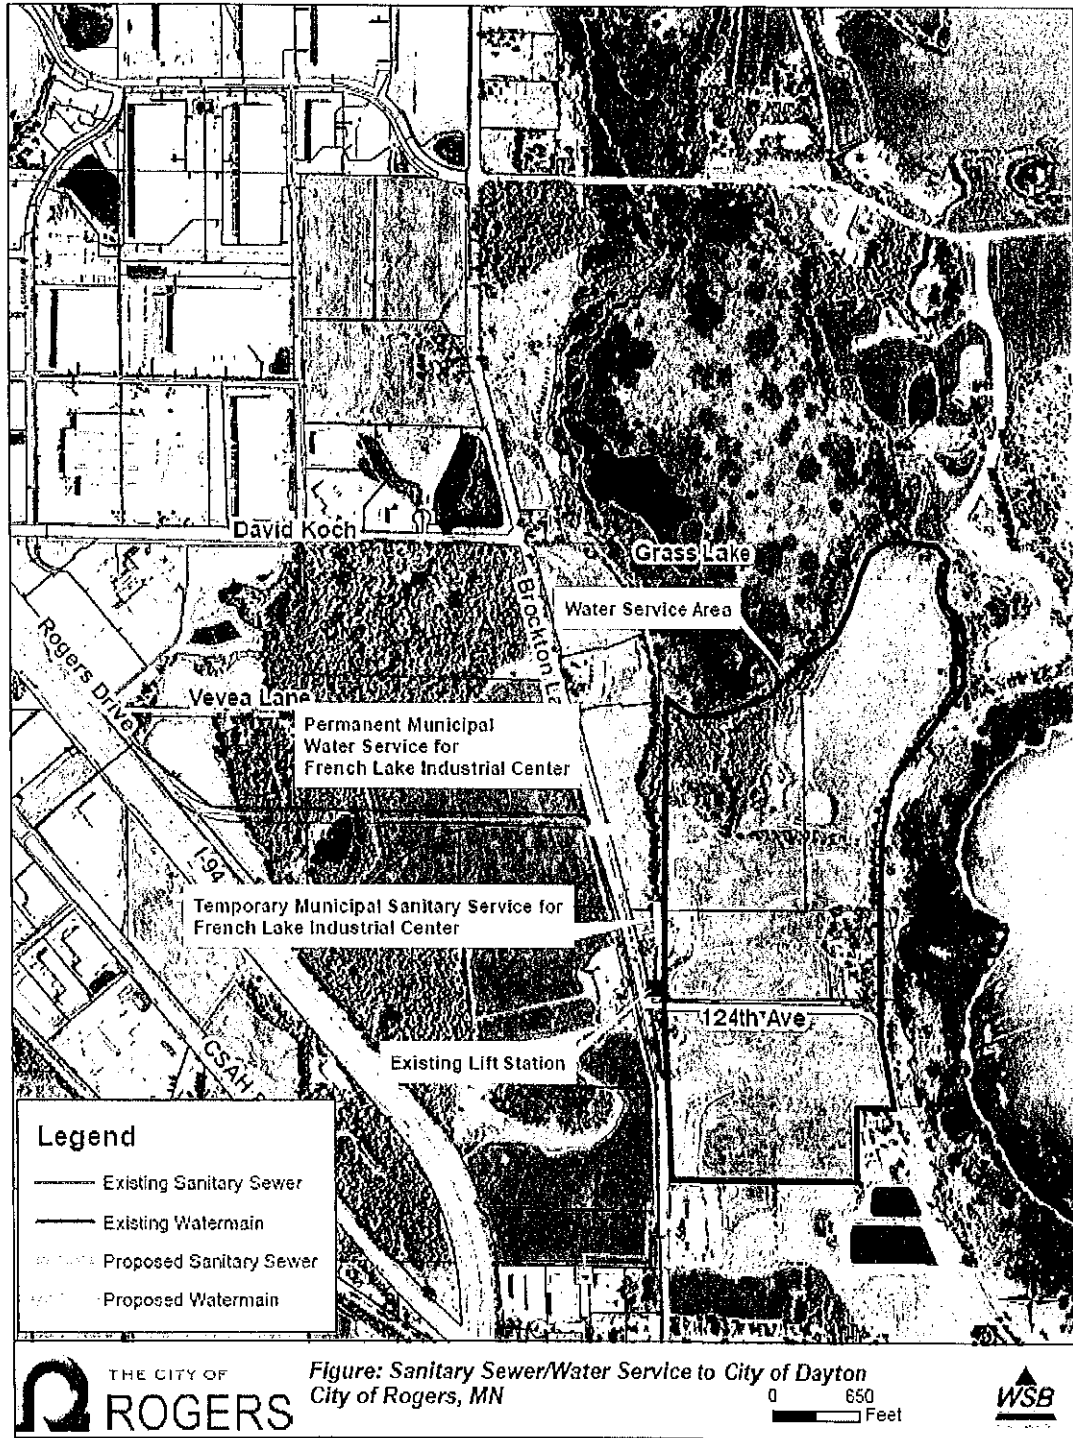 David Koch
Grass Lake
Water Service Area
Brockton La
Rogers Drive
Vevea Lane
Permanent Municipal
Water Service for
French Lake Industrial Center
I-94
Temporary Municipal Sanitary Service for
French Lake Industrial Center
124th Ave
Existing Lift Station
CSAH
Legend
Existing Sanitary Sewer
Existing Watermain
Proposed Sanitary Sewer
Proposed Watermain
THE CITY OF
ROGERS
Figure: Sanitary Sewer/Water Service to City of Dayton
City of Rogers, MN
0 650
Feet
WSB